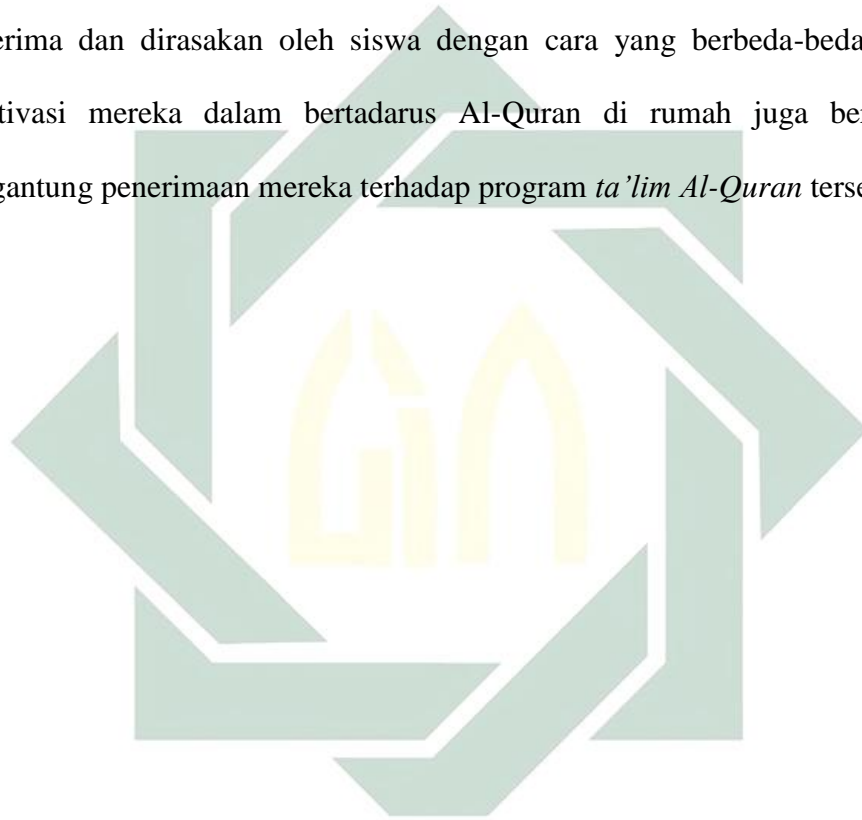 erima dan dirasakan oleh siswa dengan cara yang berbeda-beda
tivasi mereka dalam bertadarus Al-Quran di rumah juga be
gantung penerimaan mereka terhadap program ta’lim Al-Quran terse